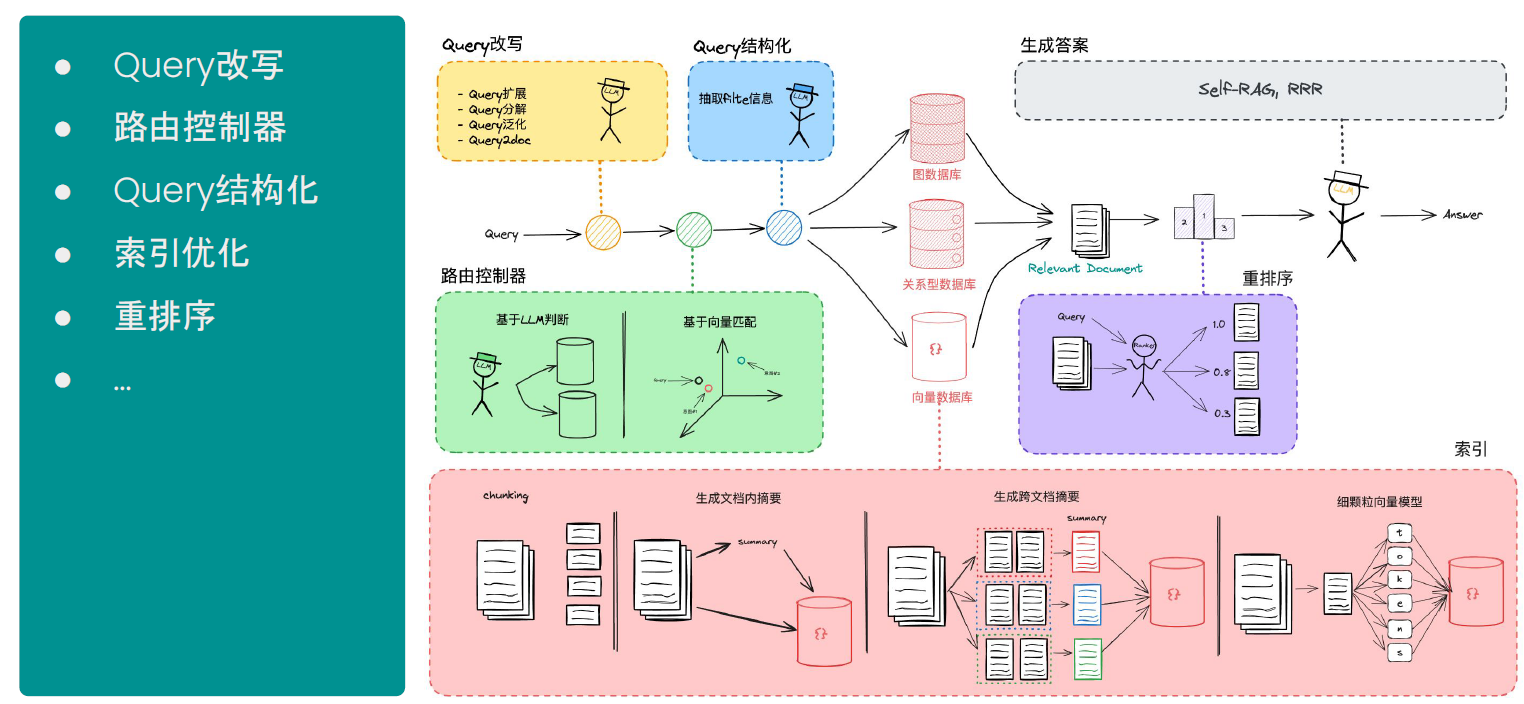 Query改写
路由控制器
Query结构化
索引优化
重排序
...
Query改写
- Query扩展
- Query分解
- Query泛化
- Query2doc
LLM
Query结构化
抽取filte信息
LLM
生成答案
Self-RAG, RRR
图数据库
关系型数据库
向量数据库
Query
Relevant Document
2
1
3
LLM
Answer
路由控制器
基于LLM判断
LLM
基于向量匹配
Query
重排序
Query
Ranker
1.0
0.8
0.3
索引
chunking
生成文档内摘要
summary
生成跨文档摘要
summary
细颗粒向量模型
t
o
k
e
n
s